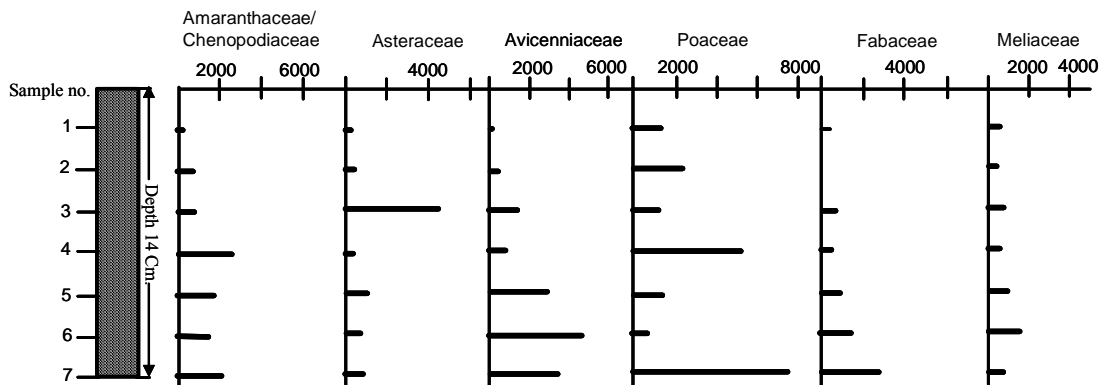 Amaranthaceae/
Chenopodiaceae
Asteraceae
Avicenniaceae
Poaceae
Fabaceae
Meliaceae
2000 6000
4000
2000 6000
2000 8000
4000
2000 4000
Sample no.
1
2
3
4
5
6
7
Depth 14 Cm.